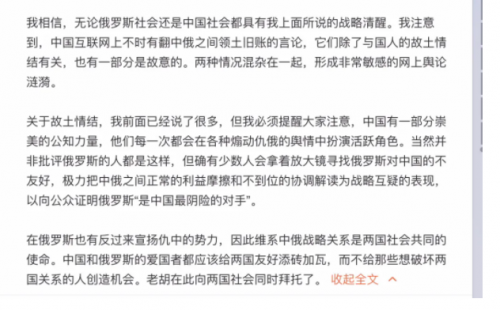 我相信，无论俄罗斯社会还是中国社会都具有我上面所说的战略清醒。我注意
到，中国互联网上不时有翻中俄之间领土旧账的言论，它们除了与国人的故土情
结有关，也有一部分是故意的。两种情况混杂在一起，形成非常敏感的网上舆论
涟漪。
关于故土情结，我前面已经说了很多，但我必须提醒大家注意，中国有一部分崇
美的公知力量，他们每一次都会在各种煽动仇俄的舆情中扮演活跃角色。当然并
非批评俄罗斯的人都是这样，但确有少数人会拿着放大镜寻找俄罗斯对中国的不
友好，极力把中俄之间正常的利益摩擦和不到位的协调解读为战略互疑的表现，
以向公众证明俄罗斯“是中国最阴险的对手”。
在俄罗斯也有反过来宣扬仇中的势力，因此维系中俄战略关系是两国社会共同的
使命。中国和俄罗斯的爱国者都应该给两国友好添砖加瓦，而不给那些想破坏两
国关系的人创造机会。老胡在此向两国社会同时拜托了。 收起全文